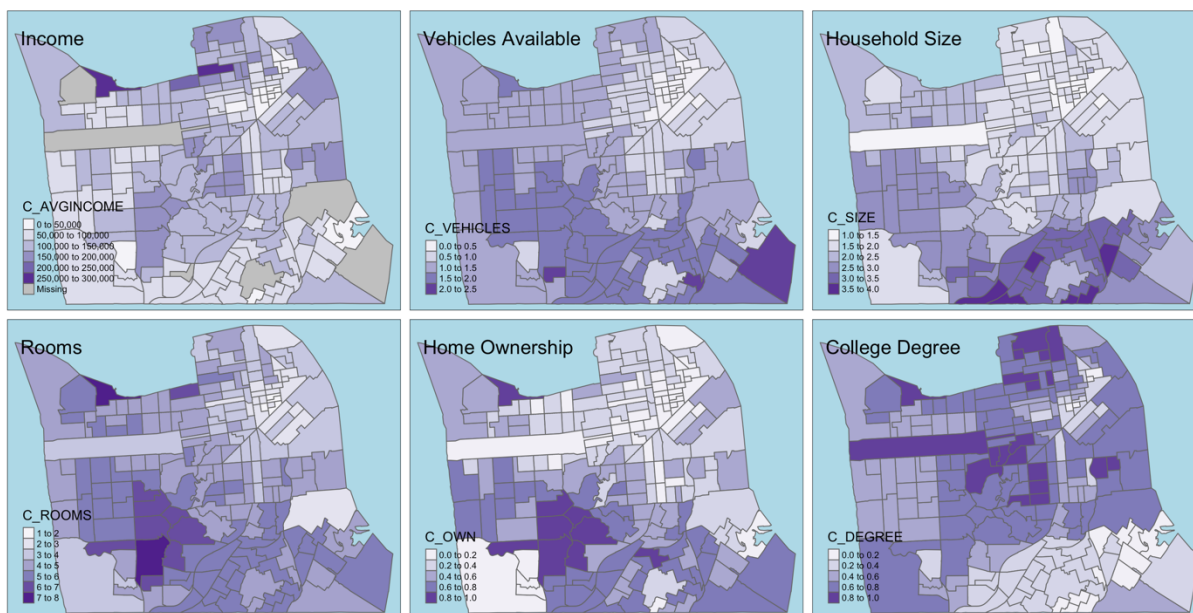 Income
C_AVGINCOME
0 to 50,000
50,000 to 100,000
100,000 to 150,000
150,000 to 200,000
200,000 to 250,000
250,000 to 300,000
Missing
Vehicles Available
C_VEHICLES
0.0 to 0.5
0.5 to 1.0
1.0 to 1.5
1.5 to 2.0
2.0 to 2.5
Household Size
C_SIZE
1.0 to 1.5
1.5 to 2.0
2.0 to 2.5
2.5 to 3.0
3.0 to 3.5
3.5 to 4.0
Rooms
C_ROOMS
1 to 2
2 to 3
3 to 4
4 to 5
5 to 6
6 to 7
7 to 8
Home Ownership
C_OWN
0.0 to 0.2
0.2 to 0.4
0.4 to 0.6
0.6 to 0.8
0.8 to 1.0
College Degree
C_DEGREE
0.0 to 0.2
0.2 to 0.4
0.4 to 0.6
0.6 to 0.8
0.8 to 1.0